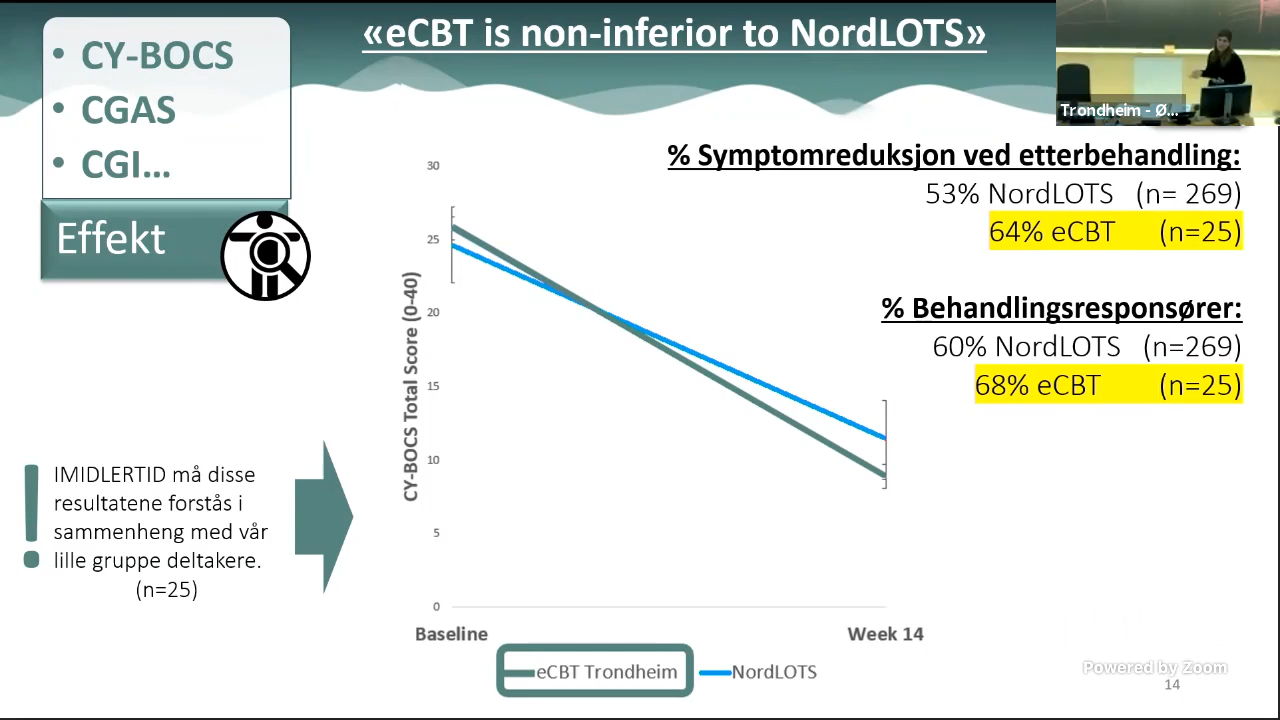 «eCBT is non-inferior to NordLOTS»
• CY-BOCS
• CGAS
• CGI...
Effekt
Trondheim - Ø...
% Symptomreduksjon ved etterbehandling:
53% NordLOTS (n= 269)
64% eCBT (n=25)
% Behandlingsresponsører:
60% NordLOTS (n=269)
68% eCBT (n=25)
IMIDLERTID må disse
resultatene forstås i
sammenheng med vår
lille gruppe deltakere.
(n=25)
CY-BOCS Total Score (0-40)
30
25
20
15
10
5
0
Baseline
Week 14
eCBT Trondheim
NordLOTS
Powered by Zoom
14